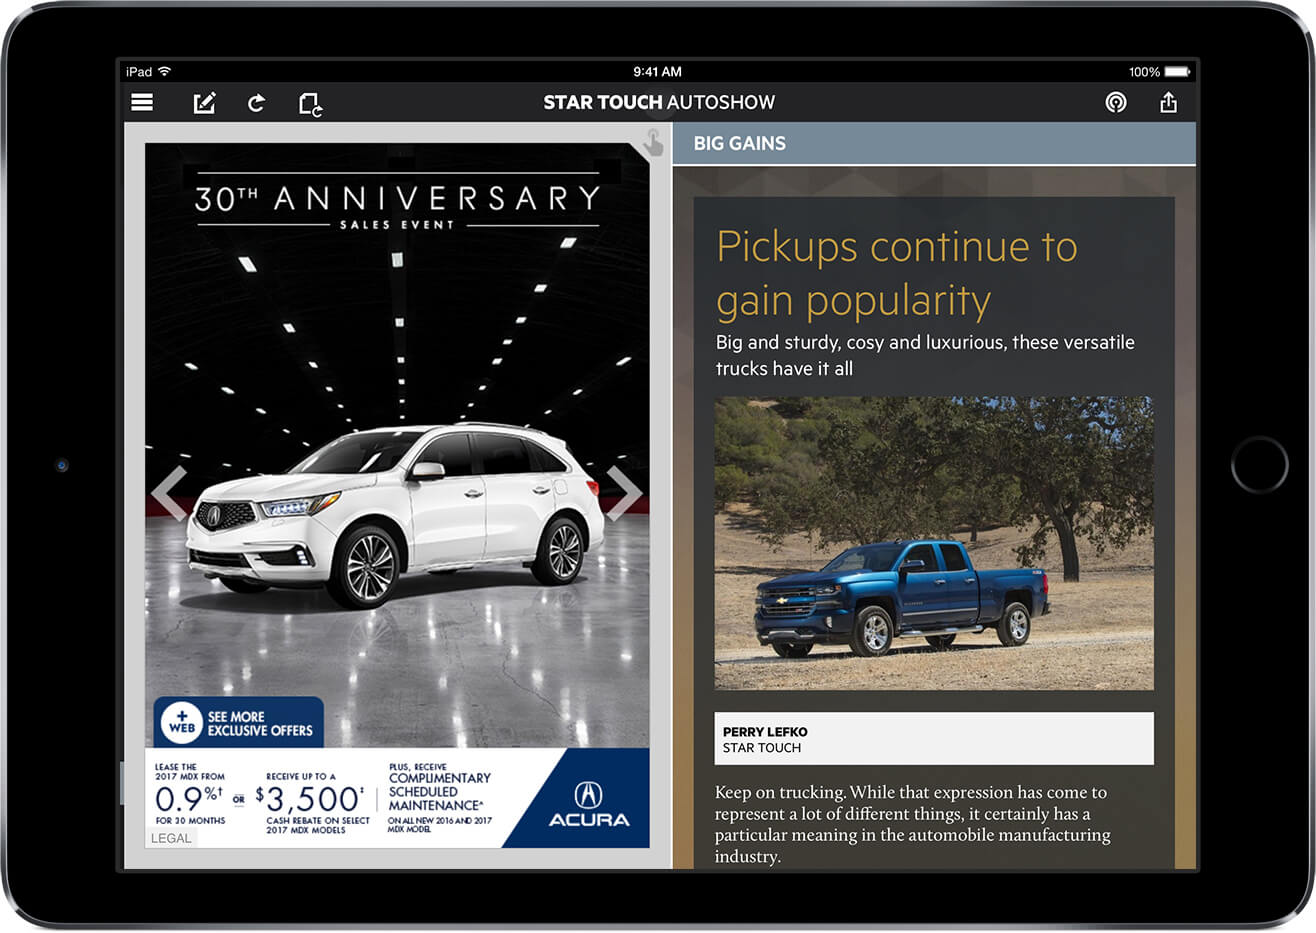 iPad
9:41 AM
100%
STAR TOUCH AUTOSHOW
30TH ANNIVERSARY
SALES EVENT
+
WEB
SEE MORE
EXCLUSIVE OFFERS
LEASE THE
2017 MDX FROM
0.9%†
FOR 30 MONTHS
OR
RECEIVE UP TO A
$3,500‡
CASH REBATE ON SELECT
2017 MDX MODELS
PLUS, RECEIVE
COMPLIMENTARY
SCHEDULED
MAINTENANCE^
ON ALL NEW 2016 AND 2017
MDX MODEL
ACURA
LEGAL
BIG GAINS
Pickups continue to
gain popularity
Big and sturdy, cosy and luxurious, these versatile
trucks have it all
PERRY LEFKO
STAR TOUCH
Keep on trucking. While that expression has come to
represent a lot of different things, it certainly has a
particular meaning in the automobile manufacturing
industry.